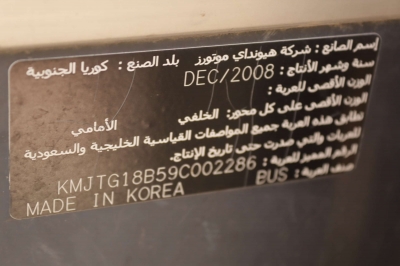 إسم الصانع : شركة هيونداي موتورز بلد الصنع : كوريا الجنوبية
سنة وشهر الأنتاج : DEC/2008
الوزن الأقصى للعربة :
الوزن الأقصى على كل محور: الخلفي الأمامي
تطابق هذه العربة جميع المواصفات القياسية الخليجية والسعودية
للعربات والتي صدرت حتى تاريخ الإنتاج.
الرقم المميز للعربة : KMJTG18B59C002286
صنف العربة : BUS
MADE IN KOREA